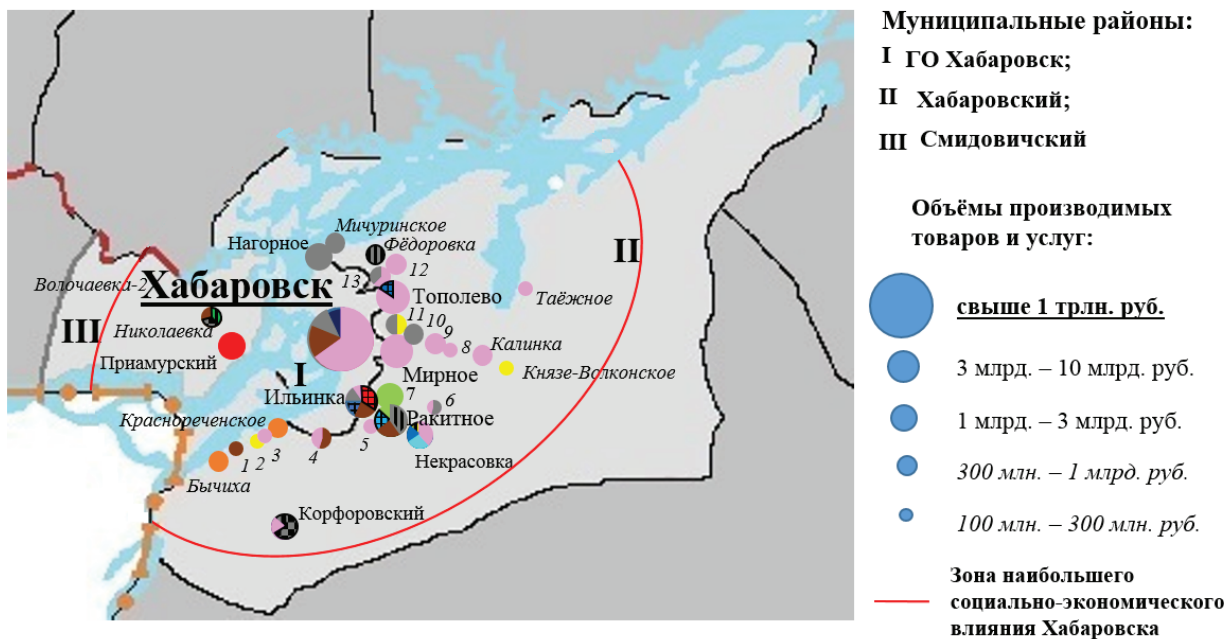 Мичуринское
Нагорное
Фёдоровка
II
Волочаевка-2
Хабаровск
13
12
Тополево
Таёжное
III
Николаевка
11
10
9
Приамурский
8
Калинка
I
Мирное
Князе-Волконское
Ильинка
7
6
Краснореченское
Ракитное
5
1
2
3
4
Некрасовка
Бычиха
Корфоровский
Муниципальные районы:
I ГО Хабаровск;
II Хабаровский;
III Смидовичский
Объёмы производимых
товаров и услуг:
свыше 1 трлн. руб.
3 млрд. – 10 млрд. руб.
1 млрд. – 3 млрд. руб.
300 млн. – 1 млрд. руб.
100 млн. – 300 млн. руб.
Зона наибольшего
социально-экономического
влияния Хабаровска